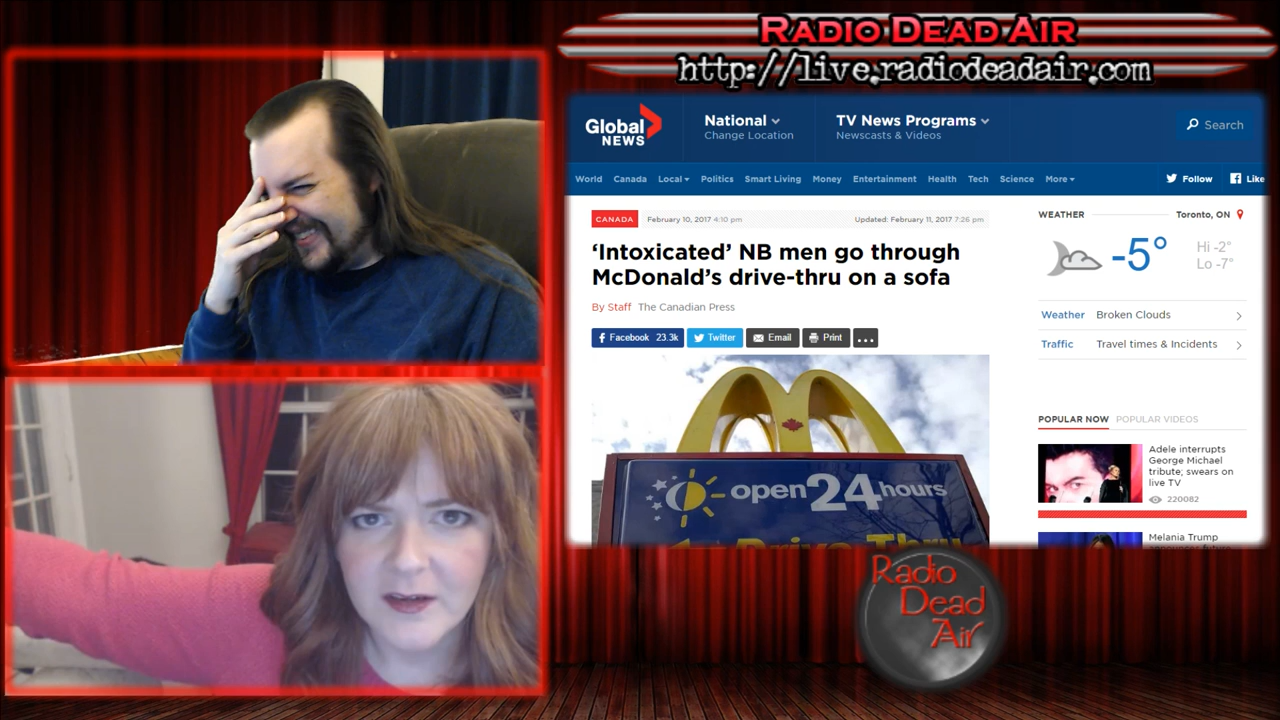 RADIO DEAD AIR
http://live.radiodeadair.com
Global NEWS
National
Change Location
TV News Programs
Newscasts & Videos
Search
World Canada Local Politics Smart Living Money Entertainment Health Tech Science More
Follow
Like
CANADA February 10, 2017 4:10 pm Updated: February 11, 2017 7:26 pm
‘Intoxicated’ NB men go through
McDonald’s drive-thru on a sofa
By Staff The Canadian Press
Facebook 23.3k Twitter Email Print ...
open 24 hours
Drive-Thru
WEATHER Toronto, ON
-5°
Hi -2°
Lo -7°
Weather Broken Clouds
Traffic Travel times & Incidents
POPULAR NOW POPULAR VIDEOS
Adele interrupts
George Michael
tribute; swears on
live TV
220082
Melania Trump
Radio
Dead
Air